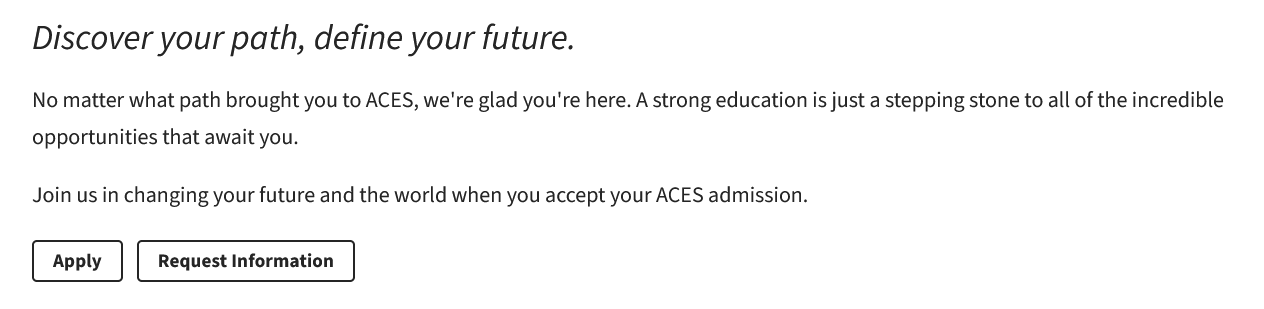 Discover your path, define your future.
No matter what path brought you to ACES, we're glad you're here. A strong education is just a stepping stone to all of the incredible
opportunities that await you.
Join us in changing your future and the world when you accept your ACES admission.
Apply
Request Information